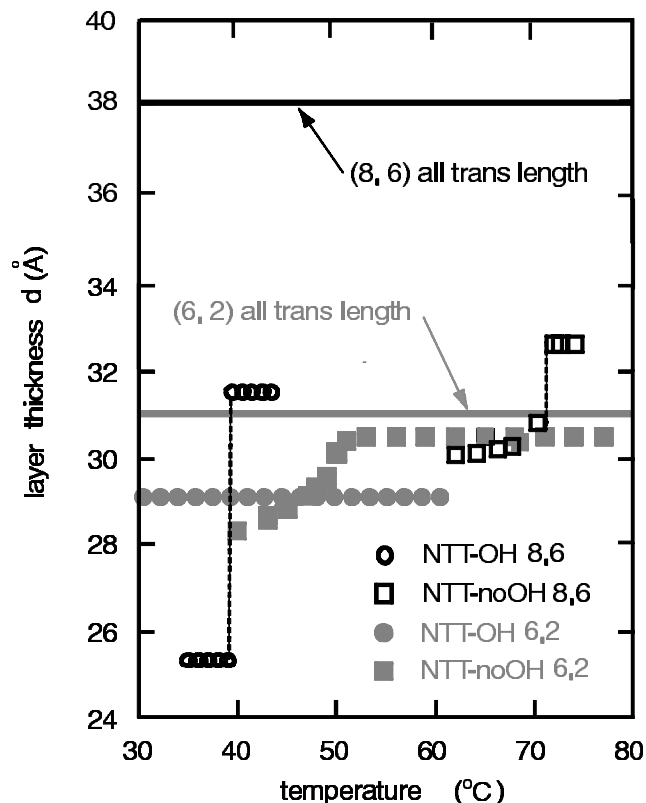 40
38
36
34
32
30
28
26
24
layer thickness d (Å)
(8, 6) all trans length
(6, 2) all trans length
NTT-OH 8,6
NTT-noOH 8,6
NTT-OH 6,2
NTT-noOH 6,2
30 40 50 60 70 80
temperature (°C)